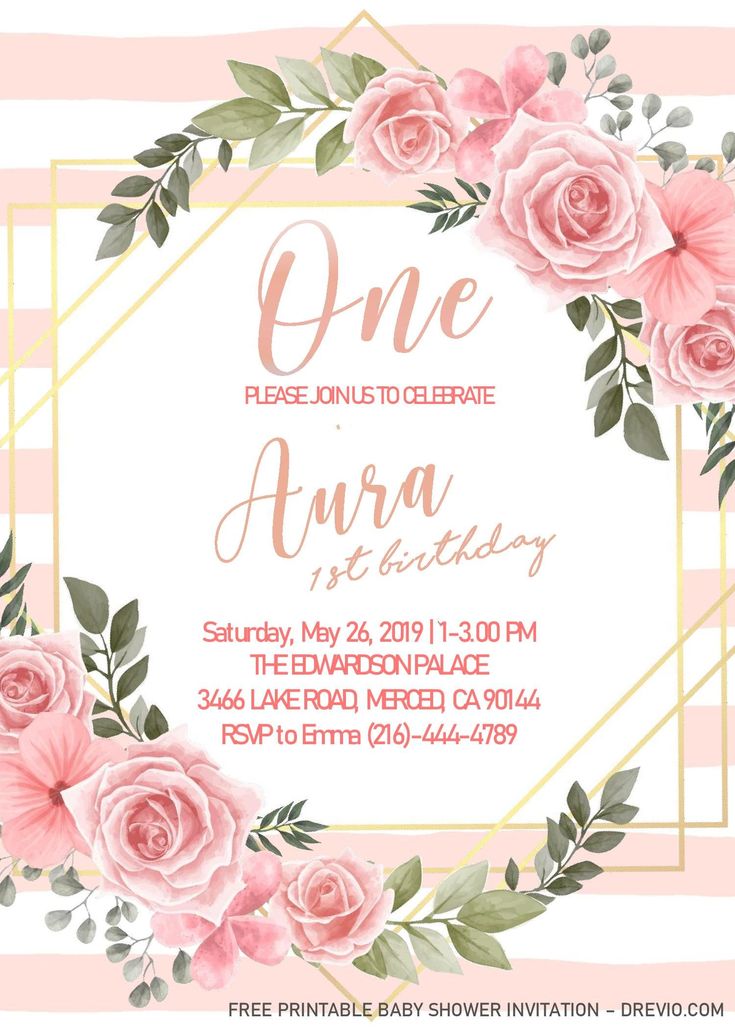 One
PLEASE JOIN US TO CELEBRATE
Aura
1st birthday
Saturday, May 26, 2019 | 1-3.00 PM
THE EDWARDSON PALACE
3466 LAKE ROAD, MERCED, CA 90144
RSVP to Emma (216)-444-4789
FREE PRINTABLE BABY SHOWER INVITATION – DREVIO.COM